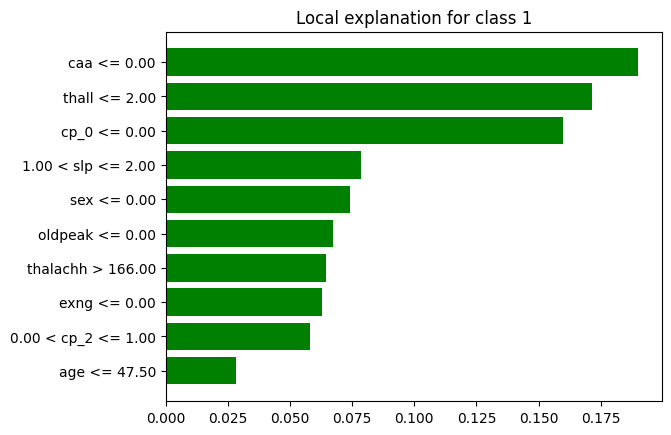 Local explanation for class 1
caa <= 0.00
thall <= 2.00
cp_0 <= 0.00
1.00 < slp <= 2.00
sex <= 0.00
oldpeak <= 0.00
thalachh > 166.00
exng <= 0.00
0.00 < cp_2 <= 1.00
age <= 47.50
0.000 0.025 0.050 0.075 0.100 0.125 0.150 0.175